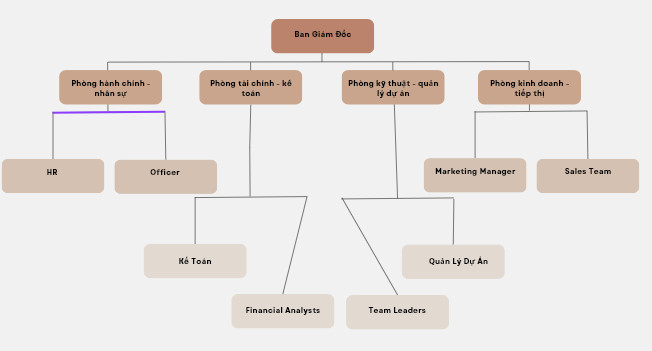 Ban Giám Đốc
Phòng hành chính -
nhân sự
Phòng tài chính - kế
toán
Phòng kỹ thuật - quản
lý dự án
Phòng kinh doanh -
tiếp thị
HR
Officer
Marketing Manager
Sales Team
Kế Toán
Quản Lý Dự Án
Financial Analysts
Team Leaders